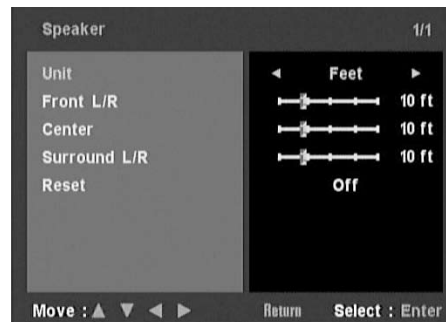 Speaker 1/1
Unit Feet
Front L/R 10 ft
Center 10 ft
Surround L/R 10 ft
Reset Off
Move : Return Select : Enter